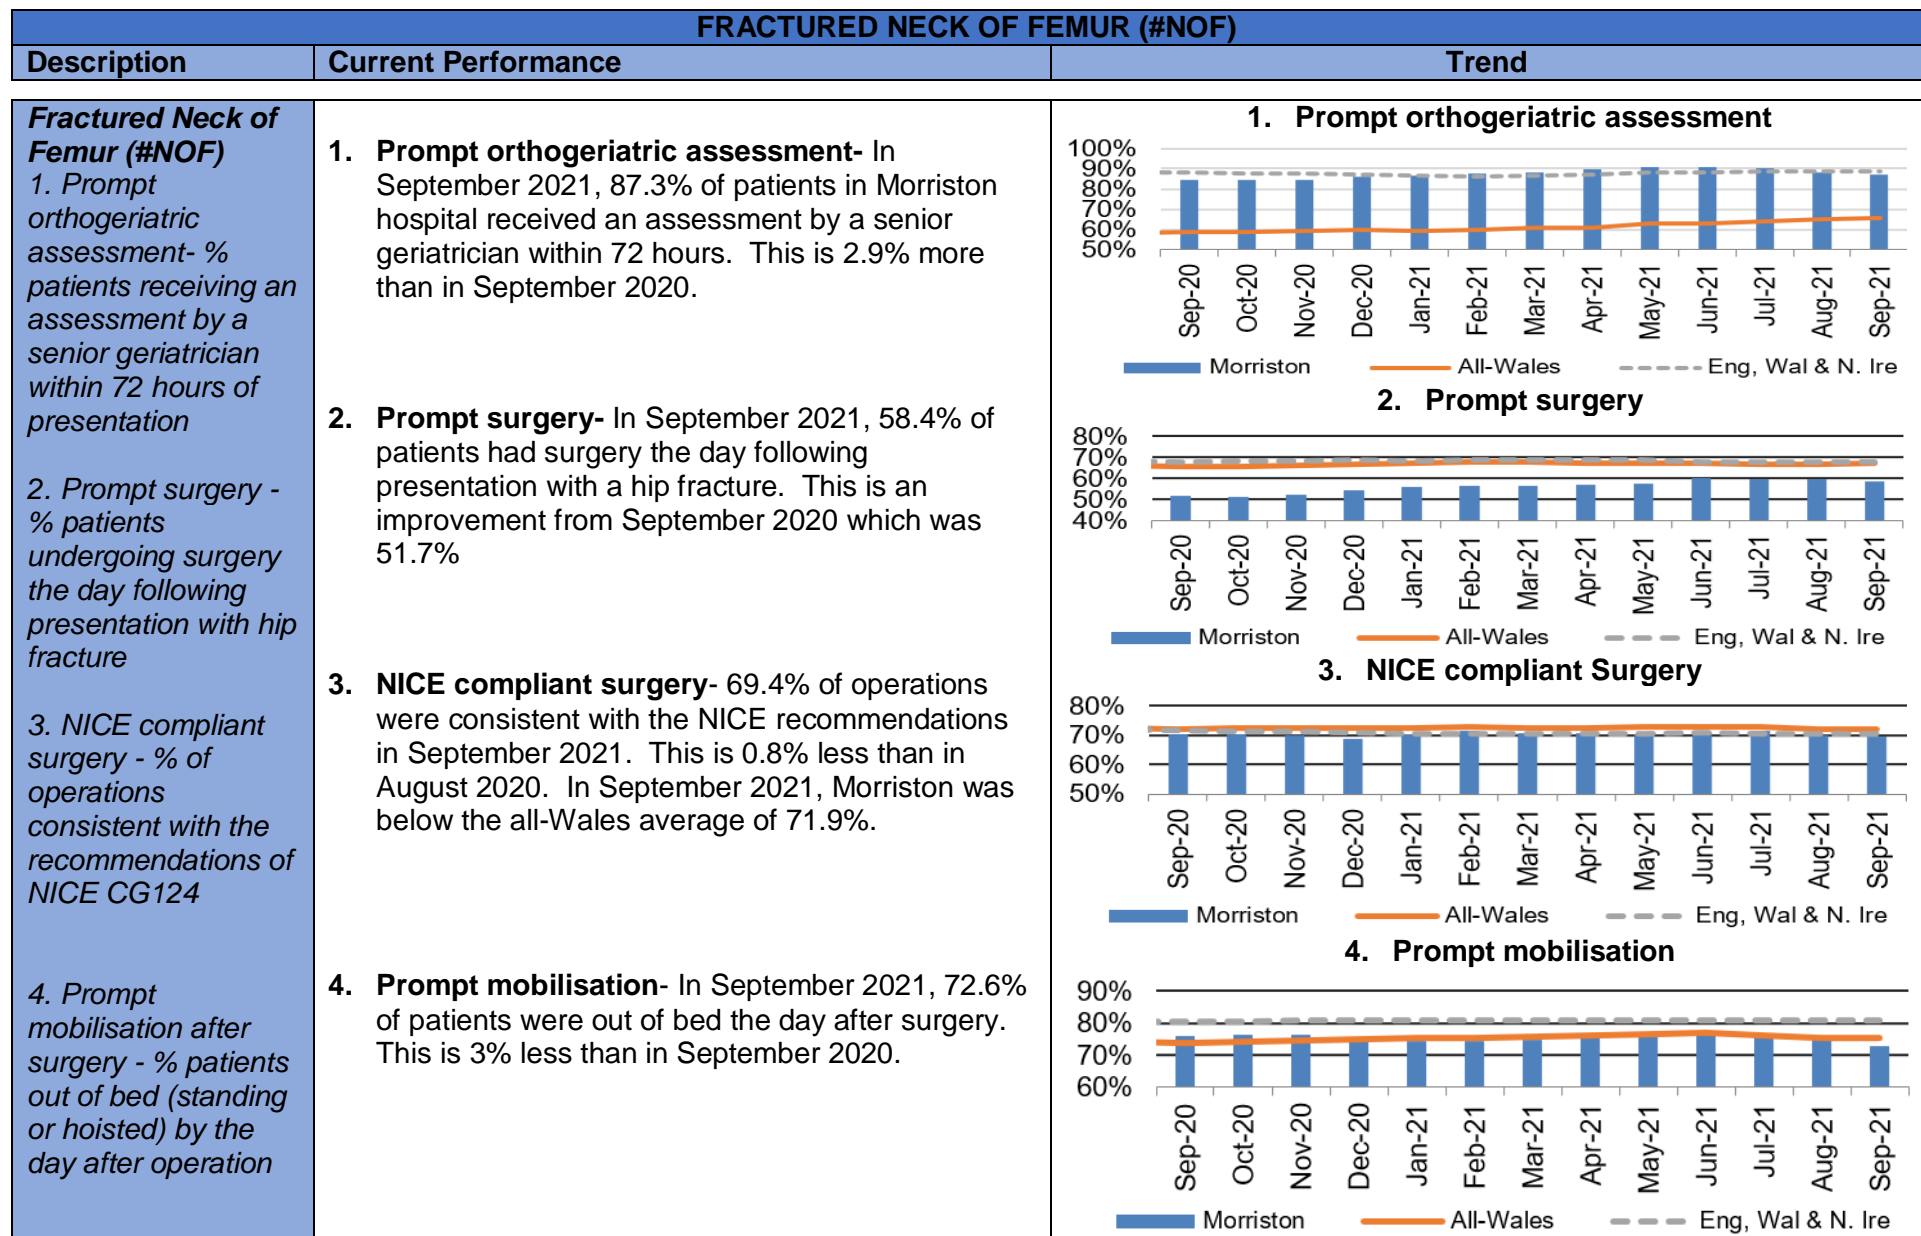 FRACTURED NECK OF FEMUR (#NOF)
Description
Current Performance
Trend
Fractured Neck of
Femur (#NOF)
1. Prompt
orthogeriatric
assessment- %
patients receiving an
assessment by a
senior geriatrician
within 72 hours of
presentation
2. Prompt surgery -
% patients
undergoing surgery
the day following
presentation with hip
fracture
3. NICE compliant
surgery - % of
operations
consistent with the
recommendations of
NICE CG124
4. Prompt
mobilisation after
surgery - % patients
out of bed (standing
or hoisted) by the
day after operation
1. Prompt orthogeriatric assessment- In
September 2021, 87.3% of patients in Morriston
hospital received an assessment by a senior
geriatrician within 72 hours. This is 2.9% more
than in September 2020.
2. Prompt surgery- In September 2021, 58.4% of
patients had surgery the day following
presentation with a hip fracture. This is an
improvement from September 2020 which was
51.7%
3. NICE compliant surgery- 69.4% of operations
were consistent with the NICE recommendations
in September 2021. This is 0.8% less than in
August 2020. In September 2021, Morriston was
below the all-Wales average of 71.9%.
4. Prompt mobilisation- In September 2021, 72.6%
of patients were out of bed the day after surgery.
This is 3% less than in September 2020.
1. Prompt orthogeriatric assessment
100%
90%
80%
70%
60%
50%
Sep-20 Oct-20 Nov-20 Dec-20 Jan-21 Feb-21 Mar-21 Apr-21 May-21 Jun-21 Jul-21 Aug-21 Sep-21
Morriston All-Wales Eng, Wal & N. Ire
2. Prompt surgery
80%
70%
60%
50%
40%
Sep-20 Oct-20 Nov-20 Dec-20 Jan-21 Feb-21 Mar-21 Apr-21 May-21 Jun-21 Jul-21 Aug-21 Sep-21
Morriston All-Wales Eng, Wal & N. Ire
3. NICE compliant Surgery
80%
70%
60%
50%
Sep-20 Oct-20 Nov-20 Dec-20 Jan-21 Feb-21 Mar-21 Apr-21 May-21 Jun-21 Jul-21 Aug-21 Sep-21
Morriston All-Wales Eng, Wal & N. Ire
4. Prompt mobilisation
90%
80%
70%
60%
Sep-20 Oct-20 Nov-20 Dec-20 Jan-21 Feb-21 Mar-21 Apr-21 May-21 Jun-21 Jul-21 Aug-21 Sep-21
Morriston All-Wales Eng, Wal & N. Ire